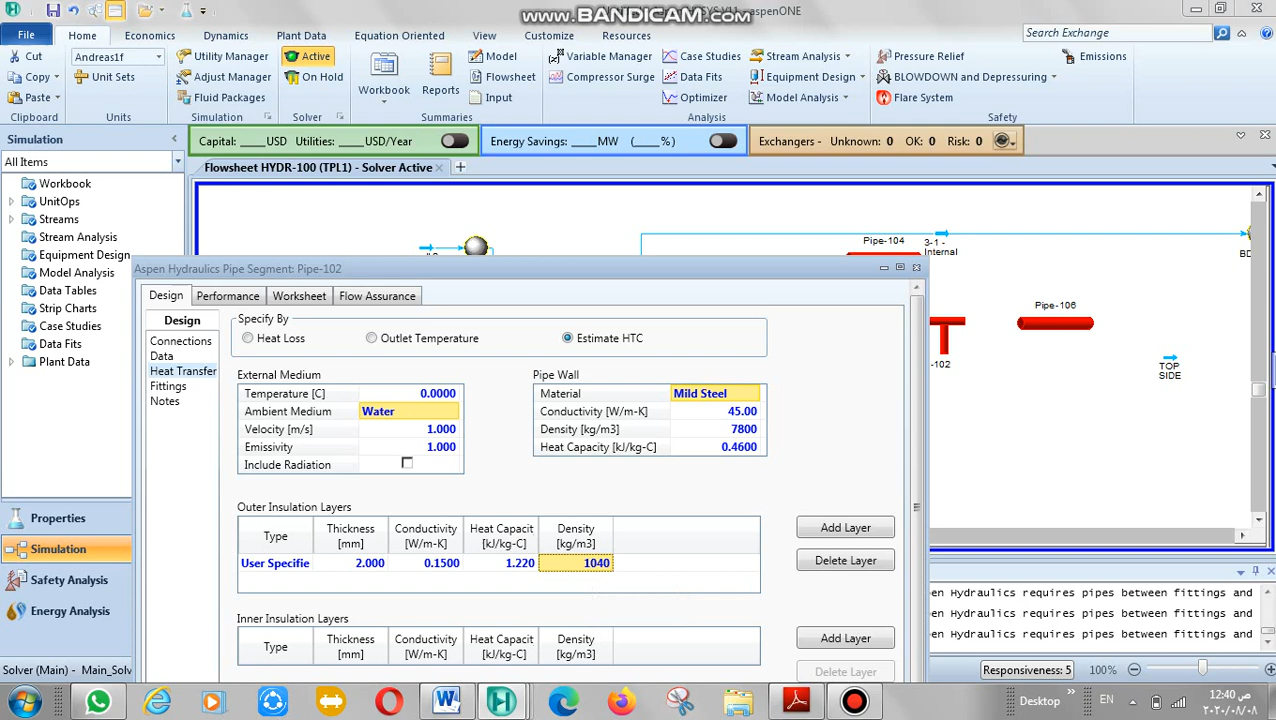 www.BANDICAM.com
aspenONE
File
Home
Economics
Dynamics
Plant Data
Equation Oriented
View
Customize
Resources
Search Exchange
Cut
Copy
Paste
Clipboard
Andreas1f
Unit Sets
Units
Utility Manager
Adjust Manager
Fluid Packages
Simulation
Active
On Hold
Solver
Workbook
Reports
Model
Flowsheet
Input
Summaries
Variable Manager
Compressor Surge
Case Studies
Data Fits
Optimizer
Stream Analysis
Equipment Design
Model Analysis
Analysis
Pressure Relief
BLOWDOWN and Depressuring
Flare System
Safety
Emissions
Simulation
Capital: ____USD Utilities: ____USD/Year
Energy Savings: ____MW (____%)
Exchangers - Unknown: 0 OK: 0 Risk: 0
All Items
Flowsheet HYDR-100 (TPL1) - Solver Active
Workbook
UnitOps
Streams
Stream Analysis
Equipment Design
Model Analysis
Data Tables
Strip Charts
Case Studies
Data Fits
Plant Data
Pipe-104
3-1 -
Internal
Pipe-106
-102
TOP
SIDE
Aspen Hydraulics Pipe Segment: Pipe-102
Design
Performance
Worksheet
Flow Assurance
Design
Connections
Data
Heat Transfer
Fittings
Notes
Specify By
Heat Loss
Outlet Temperature
Estimate HTC
External Medium
Temperature [C] 0.0000
Ambient Medium Water
Velocity [m/s] 1.000
Emissivity 1.000
Include Radiation
Pipe Wall
Material Mild Steel
Conductivity [W/m-K] 45.00
Density [kg/m3] 7800
Heat Capacity [kJ/kg-C] 0.4600
Outer Insulation Layers
Type Thickness [mm] Conductivity [W/m-K] Heat Capacit [kJ/kg-C] Density [kg/m3]
User Specifie 2.000 0.1500 1.220 1040
Add Layer
Delete Layer
Inner Insulation Layers
Type Thickness [mm] Conductivity [W/m-K] Heat Capacit [kJ/kg-C] Density [kg/m3]
Add Layer
Delete Layer
Properties
Simulation
Safety Analysis
Energy Analysis
pen Hydraulics requires pipes between fittings and
pen Hydraulics requires pipes between fittings and
pen Hydraulics requires pipes between fittings and
Solver (Main) - Main_Solv
Responsiveness: 5
100%
Desktop
EN
12:40 ص
٢٠٢٠/٠٨/٠٨